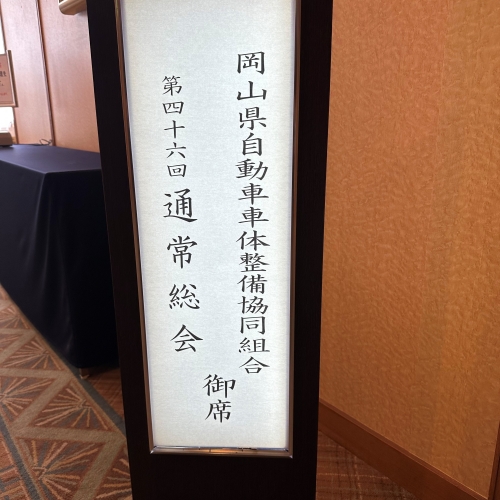 岡山県自動車車体整備協同組合
第四十六回 通常総会
御席